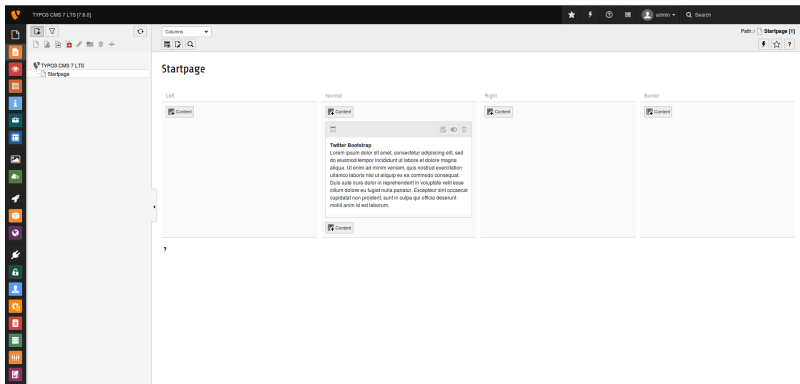 TYPO3 CMS 7 LTS [7.6.0]
admin
Search
Columns
Path: / Startpage [1]
TYPO3 CMS 7 LTS
Startpage
Startpage
Left
Normal
Right
Border
Content
Content
Content
Content
Twitter Bootstrap
Lorem ipsum dolor sit amet, consectetur adipiscing elit, sed
do eiusmod tempor incididunt ut labore et dolore magna
aliqua. Ut enim ad minim veniam, quis nostrud exercitation
ullamco laboris nisi ut aliquip ex ea commodo consequat.
Duis aute irure dolor in reprehenderit in voluptate velit esse
cillum dolore eu fugiat nulla pariatur. Excepteur sint occaecat
cupidatat non proident, sunt in culpa qui officia deserunt
mollit anim id est laborum.
Content
?